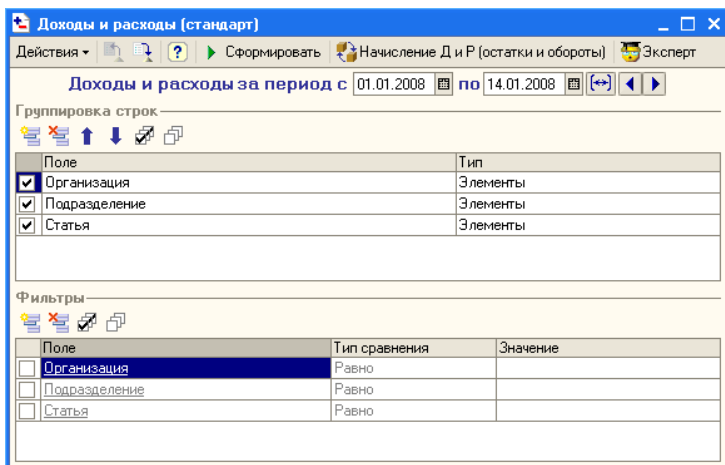 Доходы и расходы (стандарт)
Действия Сформировать Начисление Д и Р (остатки и обороты) Эксперт
Доходы и расходы за период с 01.01.2008 по 14.01.2008
Группировка строк
Поле Тип
Организация Элементы
Подразделение Элементы
Статья Элементы
Фильтры
Поле Тип сравнения Значение
Организация Равно
Подразделение Равно
Статья Равно